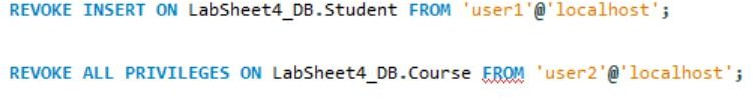 REVOKE INSERT ON LabSheet4_DB.Student FROM 'user1'@'localhost';
REVOKE ALL PRIVILEGES ON LabSheet4_DB.Course FROM 'user2'@'localhost';